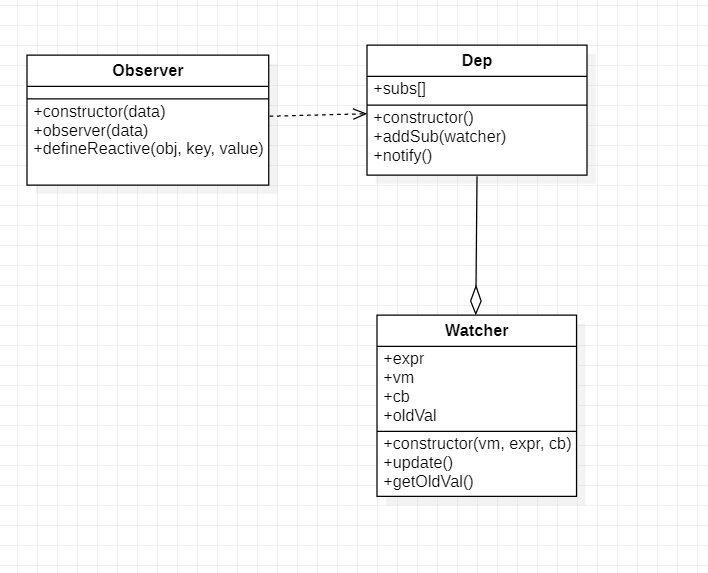 Observer
+constructor(data)
+observer(data)
+defineReactive(obj, key, value)
Dep
+subs[]
+constructor()
+addSub(watcher)
+notify()
Watcher
+expr
+vm
+cb
+oldVal
+constructor(vm, expr, cb)
+update()
+getOldVal()